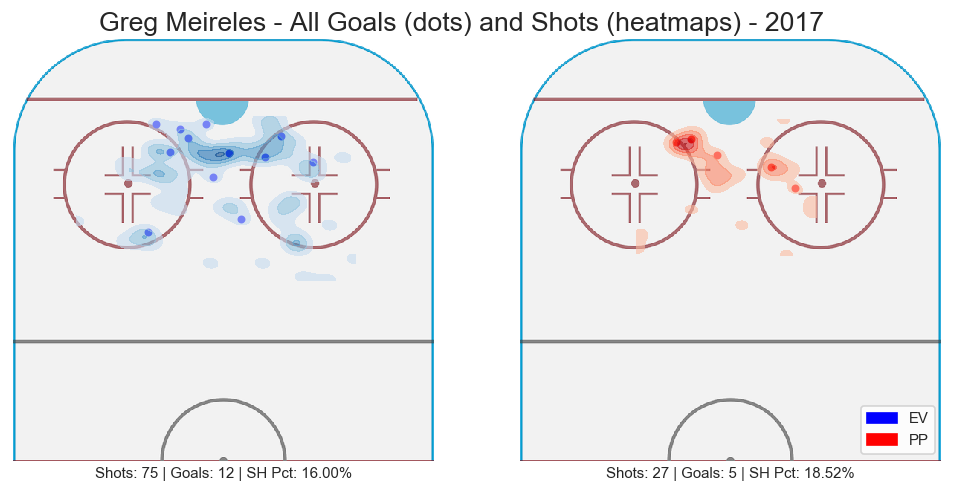 Greg Meireles - All Goals (dots) and Shots (heatmaps) - 2017
EV
PP
Shots: 75 | Goals: 12 | SH Pct: 16.00%
Shots: 27 | Goals: 5 | SH Pct: 18.52%